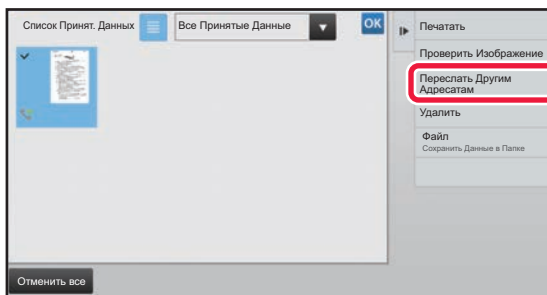 Список Принят. Данных
Все Принятые Данные
OK
Печатать
Проверить Изображение
Переслать Другим
Адресатам
Удалить
Файл
Сохранить Данные в Папке
Отменить все